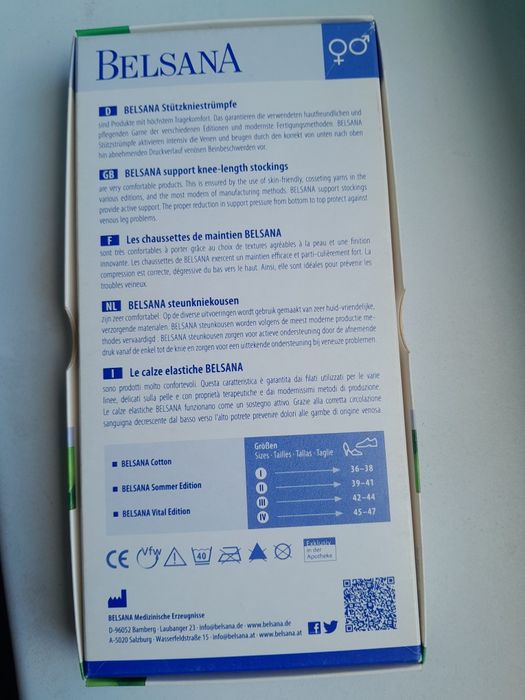 BELSANA
D BELSANA Stützkniestrümpfe
sind Produkte mit höchstem Tragekomfort. Das garantieren die verwendeten hautfreundlichen und
pflegenden Garne der verschiedenen Editionen und modernste Fertigungsmethoden. BELSANA
Stützstrümpfe aktivieren intensiv die Venen und beugen durch den korrekt von unten nach oben
hin abnehmenden Druckverlauf venösen Beinbeschwerden vor.
GB BELSANA support knee-length stockings
are very comfortable products. This is ensured by the use of skin-friendly, cosseting yarns in the
various editions, and the most modern of manufacturing methods. BELSANA support stockings
provide active support. The proper reduction in support pressure from bottom to top protect against
venous leg problems.
F Les chaussettes de maintien BELSANA
sont très confortables à porter grâce au choix de textures agréables à la peau et une finition
innovante. Les chaussettes de BELSANA exercent un maintien efficace et parti-culièrement fort. La
compression est correcte, dégressive du bas vers le haut. Ainsi, elle sont idéales pour prévenir les
troubles veineux.
NL BELSANA steunkniekousen
zijn zeer comfortabel. Op de diverse uitvoeringen wordt gebruik gemaakt van zeer huid-vriendelijke,
verzorgende materialen. BELSANA steunkousen worden volgens de meest moderne productie me-
thodes vervaardigd. BELSANA steunkousen zorgen voor actieve ondersteuning door de afnemende
druk vanaf de enkel tot de knie en zorgen voor een uittekende ondersteuning bij veneuze problemen.
I Le calze elastiche BELSANA
sono prodotti molto confortevoli. Questa caratteristica è garantita dai filati utilizzati per le varie
linee, delicati sulla pelle e con proprietà terapeutiche e dai modernissimi metodi di produzione.
Le calze elastiche BELSANA funzionano come un sostegno attivo. Grazie alla corretta circolazione
sanguigna decrescente dal basso verso l'alto potrete prevenire dolori alle gambe di origine venosa.
BELSANA Cotton
BELSANA Sommer Edition
BELSANA Vital Edition
Größen
Sizes · Tailles · Tallas · Taglie
I 36–38
II 39–41
III 42–44
IV 45–47
CE vfw 40
Exklusiv
in der
Apotheke
BELSANA Medizinische Erzeugnisse
D-96052 Bamberg · Laubanger 23 · info@belsana.de · www.belsana.de
A-5020 Salzburg · Wasserfeldstraße 15 · info@belsana.at · www.belsana.at